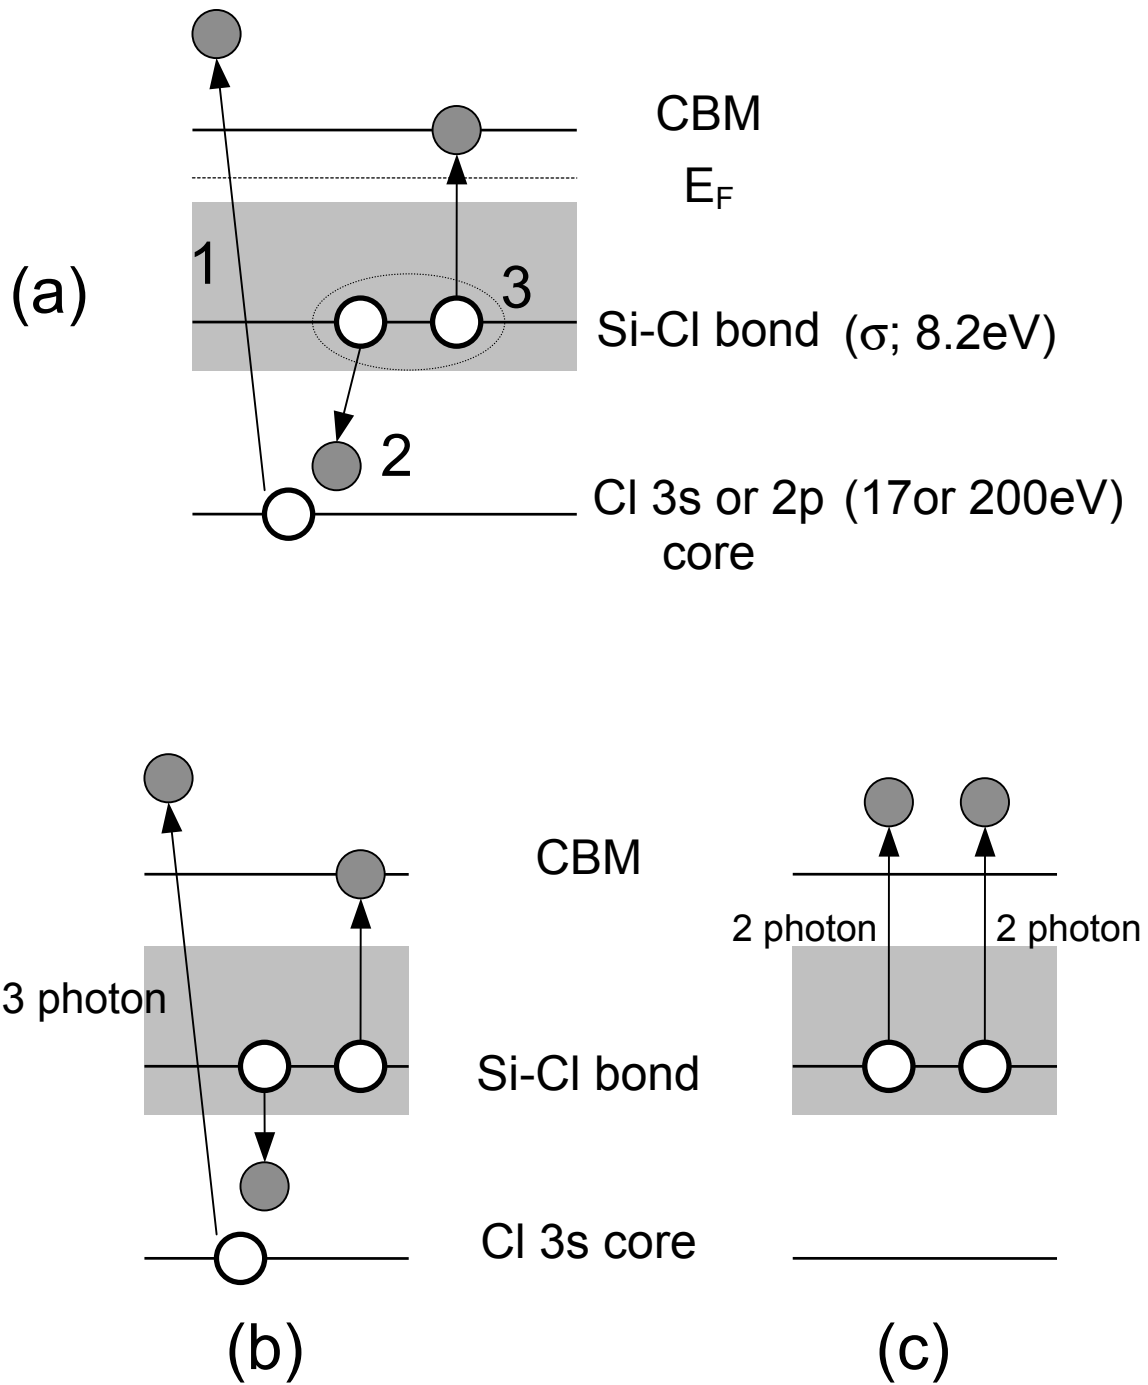 CBM
E_F
1
(a)
3
Si-Cl bond (σ; 8.2eV)
2
Cl 3s or 2p (17or 200eV)
core
CBM
2 photon
2 photon
3 photon
Si-Cl bond
Cl 3s core
(b)
(c)